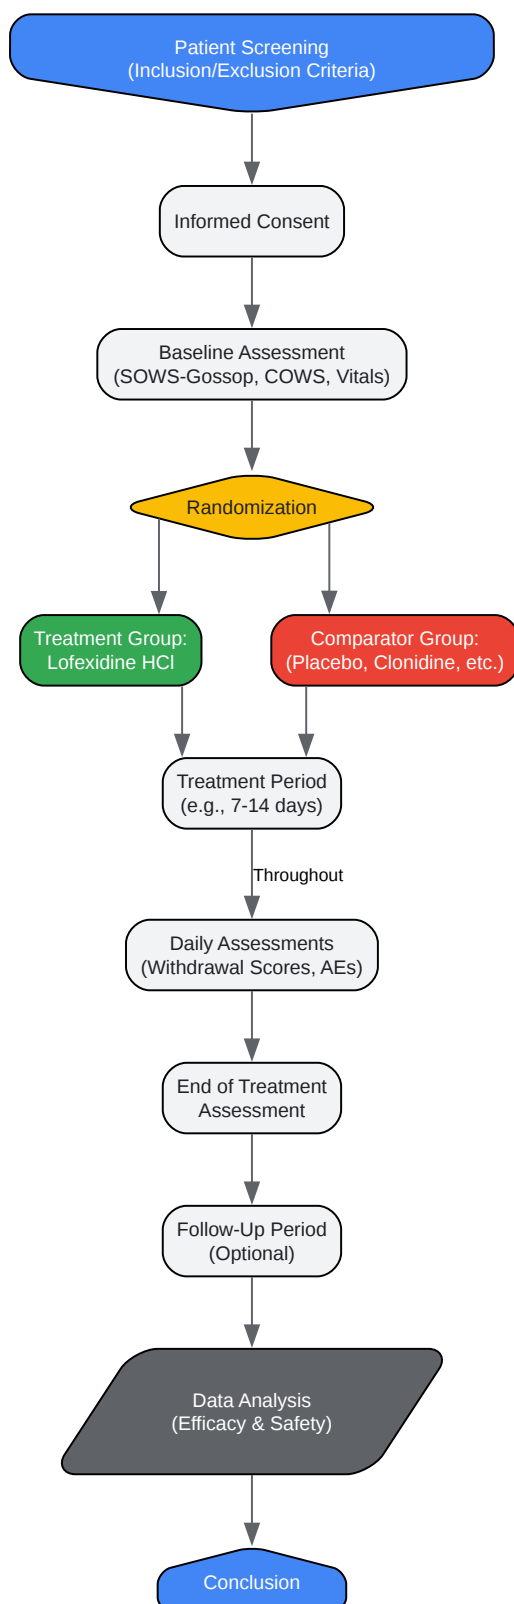 Patient Screening
(Inclusion/Exclusion Criteria)
Informed Consent
Baseline Assessment
(SOWS-Gossop, COWS, Vitals)
Randomization
Treatment Group:
Lofexidine HCl
Comparator Group:
(Placebo, Clonidine, etc.)
Treatment Period
(e.g., 7-14 days)
Throughout
Daily Assessments
(Withdrawal Scores, AEs)
End of Treatment
Assessment
Follow-Up Period
(Optional)
Data Analysis
(Efficacy & Safety)
Conclusion